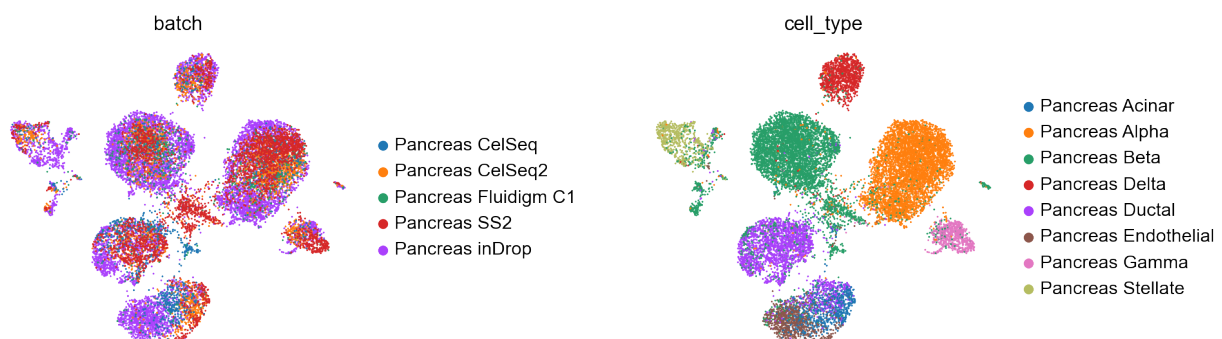 batch
Pancreas CelSeq
Pancreas CelSeq2
Pancreas Fluidigm C1
Pancreas SS2
Pancreas inDrop
cell_type
Pancreas Acinar
Pancreas Alpha
Pancreas Beta
Pancreas Delta
Pancreas Ductal
Pancreas Endothelial
Pancreas Gamma
Pancreas Stellate